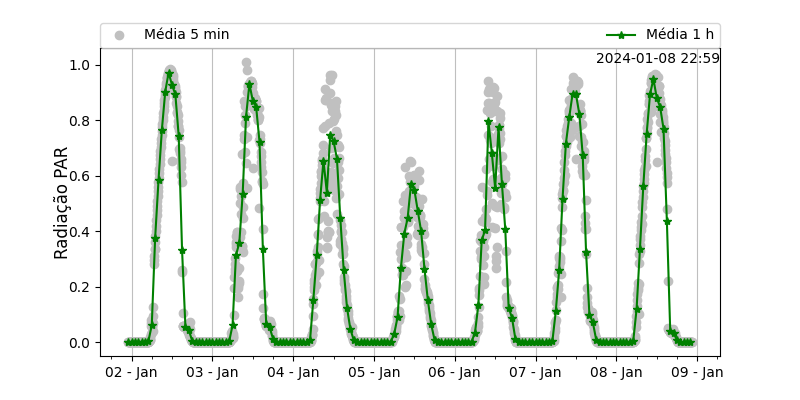 Média 5 min
Média 1 h
2024-01-08 22:59
Radiação PAR
1.0
0.8
0.6
0.4
0.2
0.0
02 - Jan
03 - Jan
04 - Jan
05 - Jan
06 - Jan
07 - Jan
08 - Jan
09 - Jan